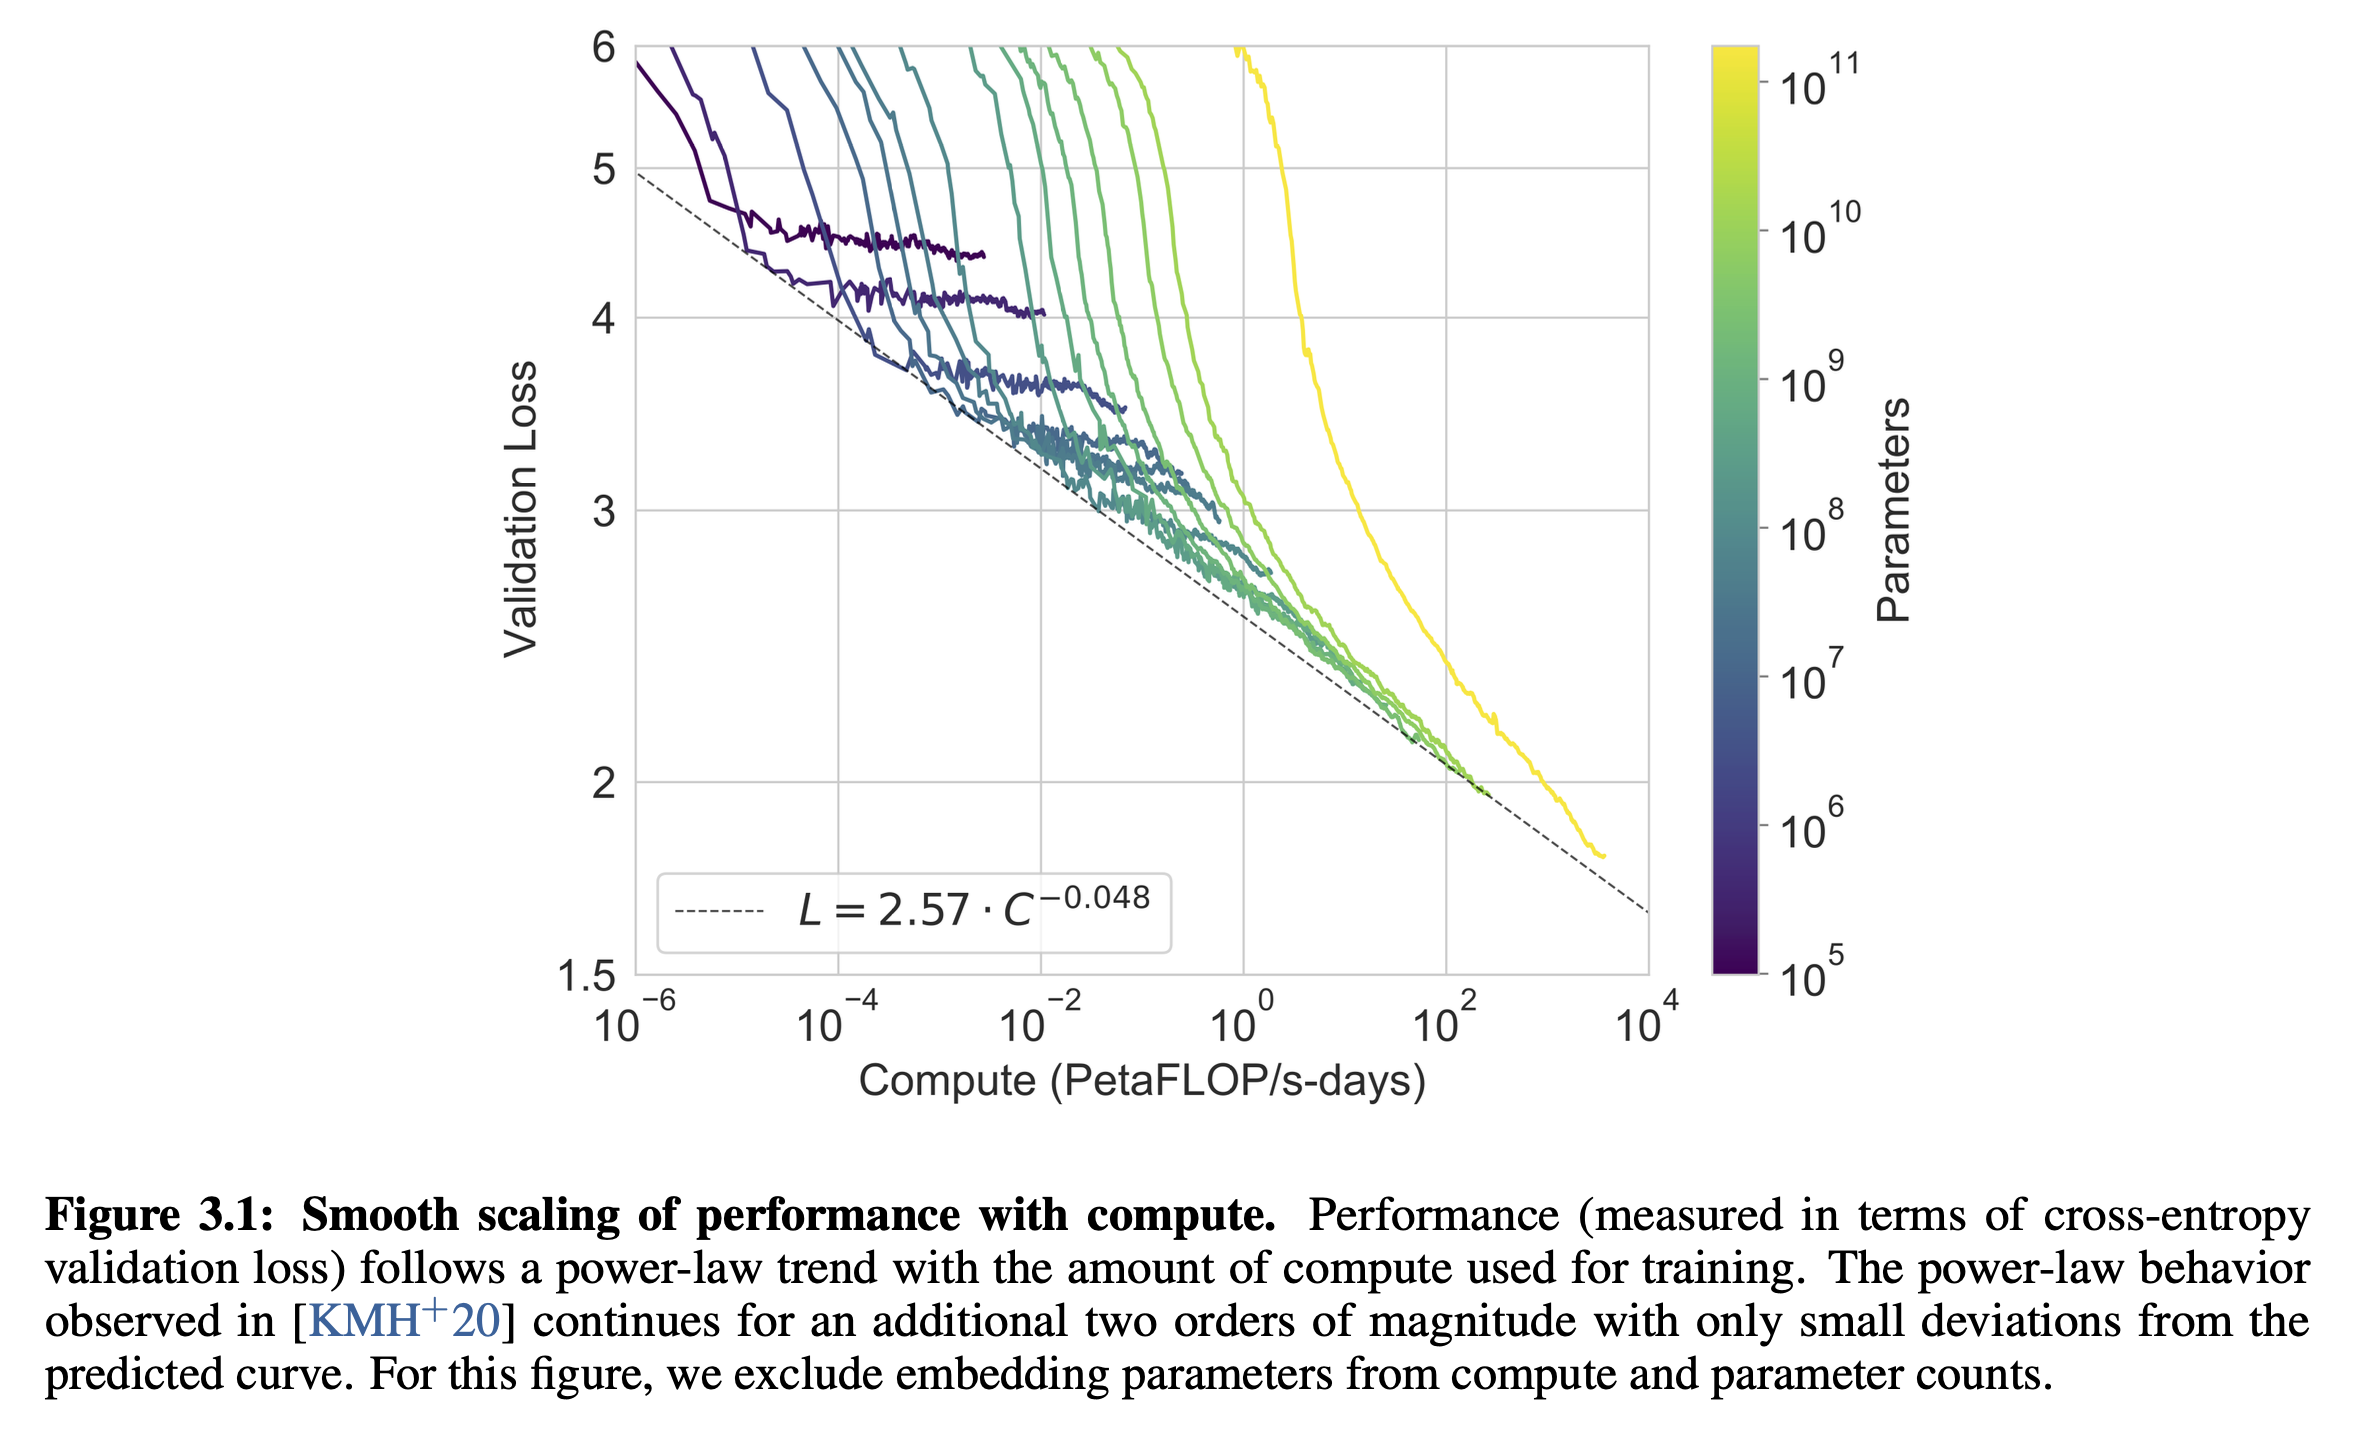 6
5
4
3
2
1.5
Validation Loss
L = 2.57 · C^−0.048
10^−6 10^−4 10^−2 10^0 10^2 10^4
Compute (PetaFLOP/s-days)
10^11
10^10
10^9
10^8
10^7
10^6
10^5
Parameters
Figure 3.1: Smooth scaling of performance with compute. Performance (measured in terms of cross-entropy
validation loss) follows a power-law trend with the amount of compute used for training. The power-law behavior
observed in [KMH+20] continues for an additional two orders of magnitude with only small deviations from the
predicted curve. For this figure, we exclude embedding parameters from compute and parameter counts.